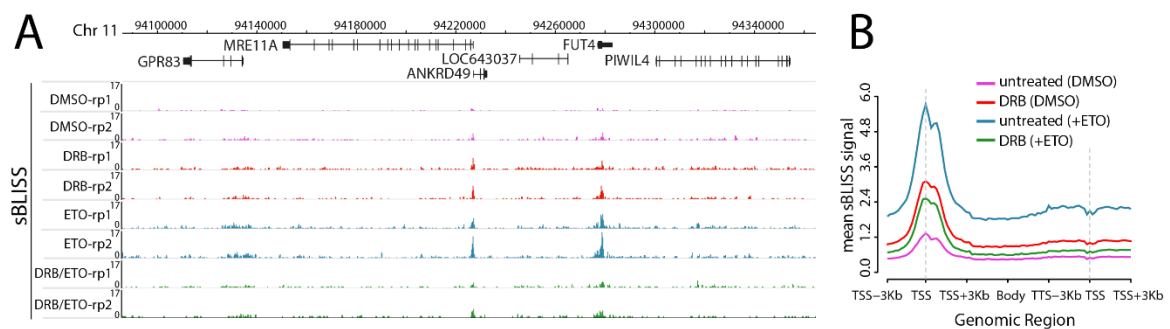 A
Chr 11
94100000 94140000 94180000 94220000 94260000 94300000 94340000
MRE11A FUT4
GPR83 LOC643037 PIWIL4
ANKRD49
sBLISS
17
DMSO-rp1
0
17
DMSO-rp2
0
17
DRB-rp1
0
17
DRB-rp2
0
17
ETO-rp1
0
17
ETO-rp2
0
17
DRB/ETO-rp1
0
17
DRB/ETO-rp2
0
B
untreated (DMSO)
DRB (DMSO)
untreated (+ETO)
DRB (+ETO)
mean sBLISS signal
6.0
4.8
3.6
2.4
1.2
0.0
TSS−3Kb TSS TSS+3Kb Body TTS−3Kb TSS TSS+3Kb
Genomic Region